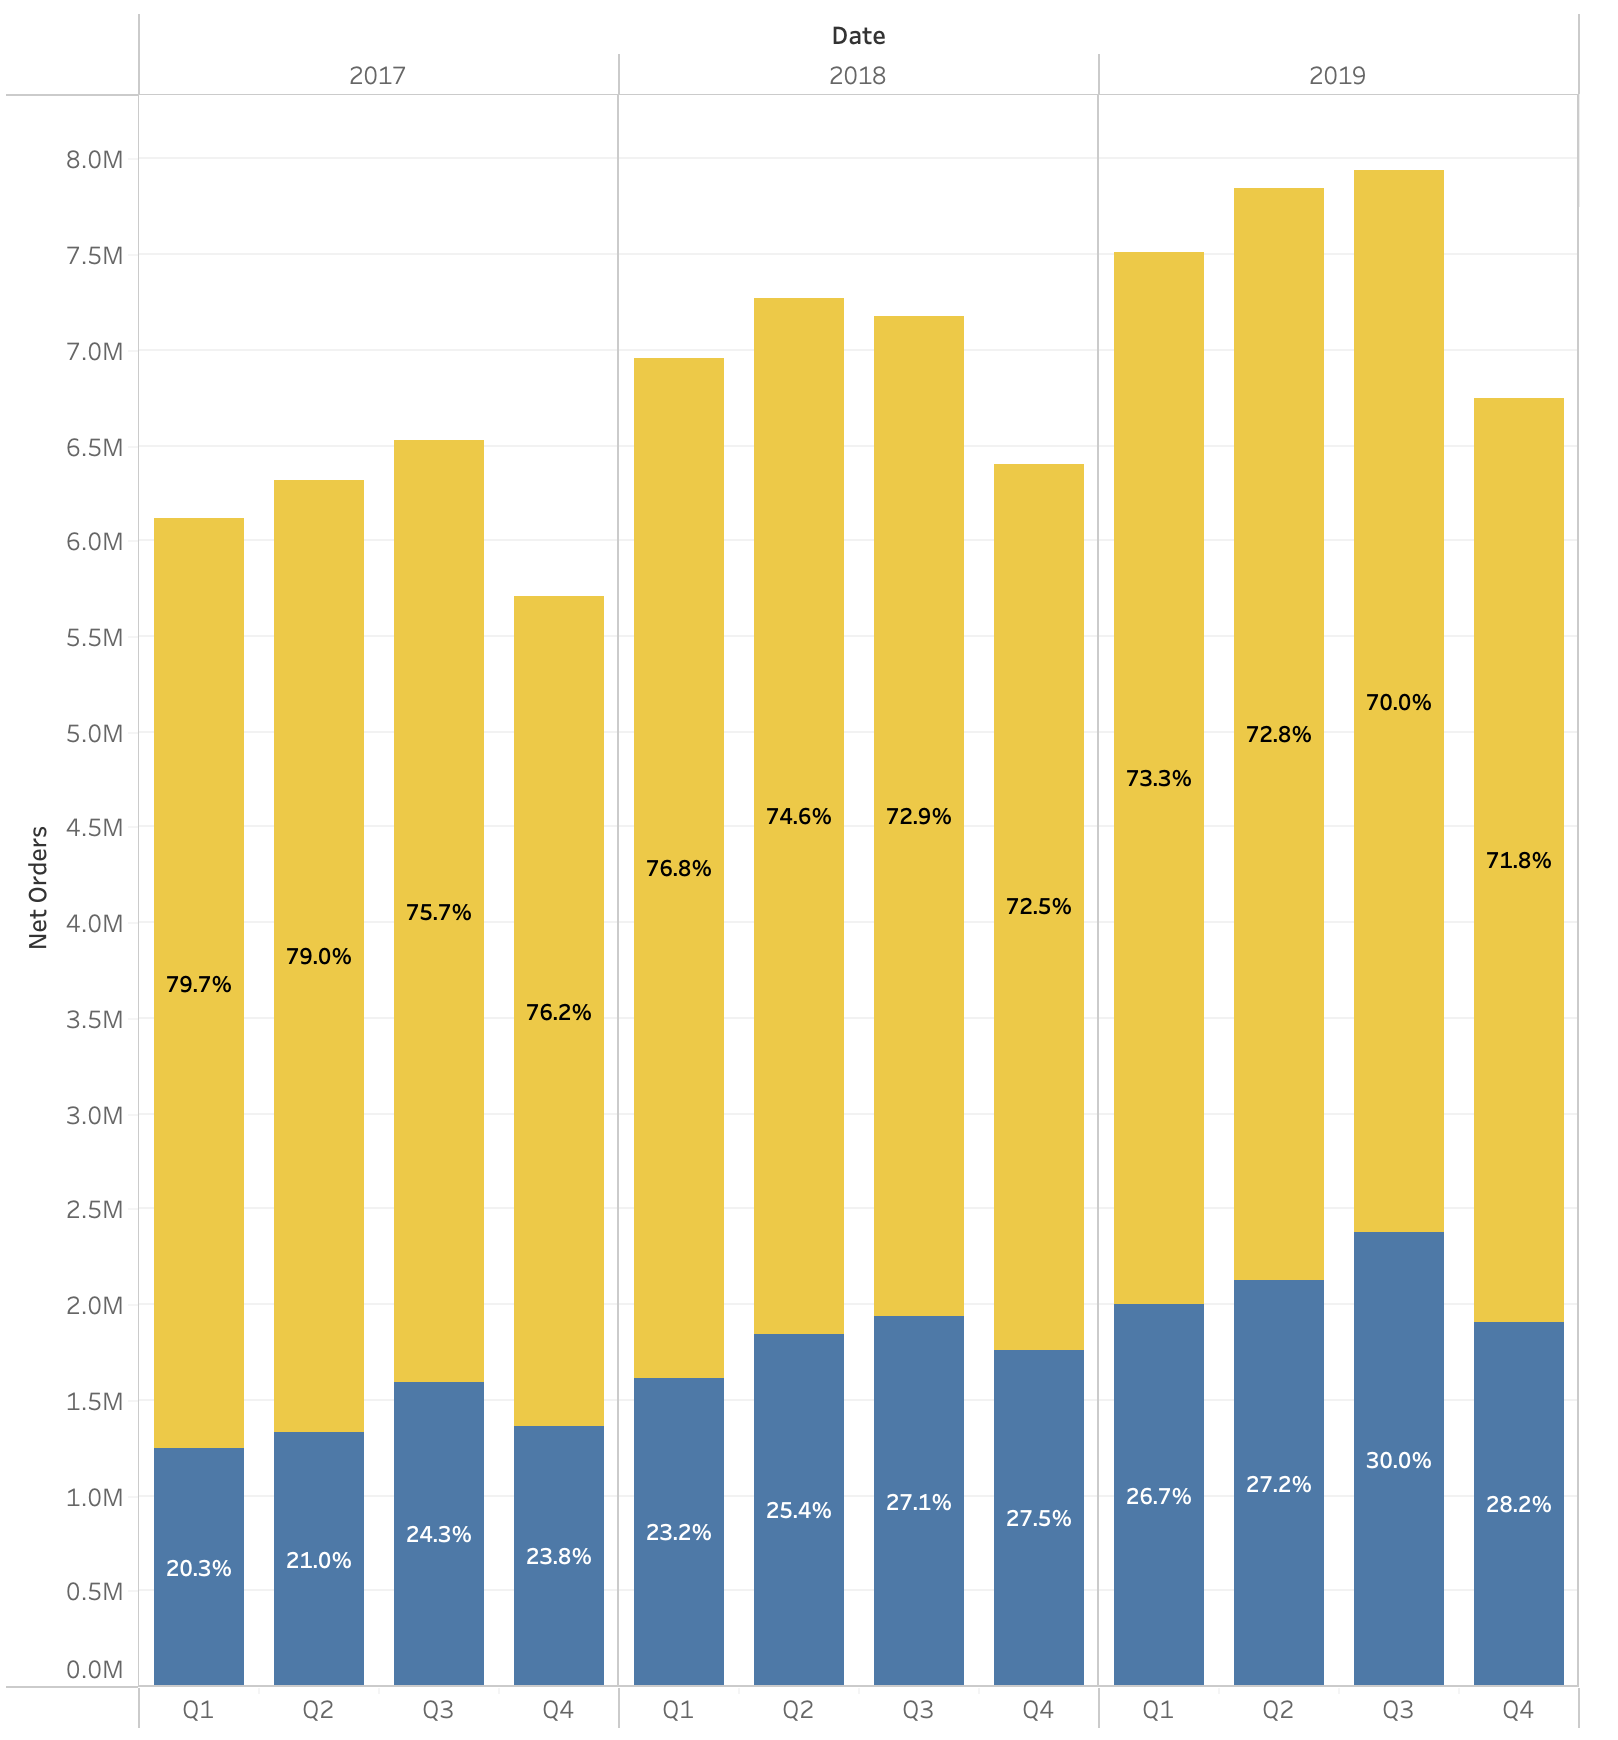 Date
2017 2018 2019
8.0M
7.5M
7.0M
6.5M
6.0M
5.5M
5.0M
4.5M
4.0M
3.5M
3.0M
2.5M
2.0M
1.5M
1.0M
0.5M
0.0M
Net Orders
79.7%
20.3%
79.0%
21.0%
75.7%
24.3%
76.2%
23.8%
76.8%
23.2%
74.6%
25.4%
72.9%
27.1%
72.5%
27.5%
73.3%
26.7%
72.8%
27.2%
70.0%
30.0%
71.8%
28.2%
Q1 Q2 Q3 Q4 Q1 Q2 Q3 Q4 Q1 Q2 Q3 Q4